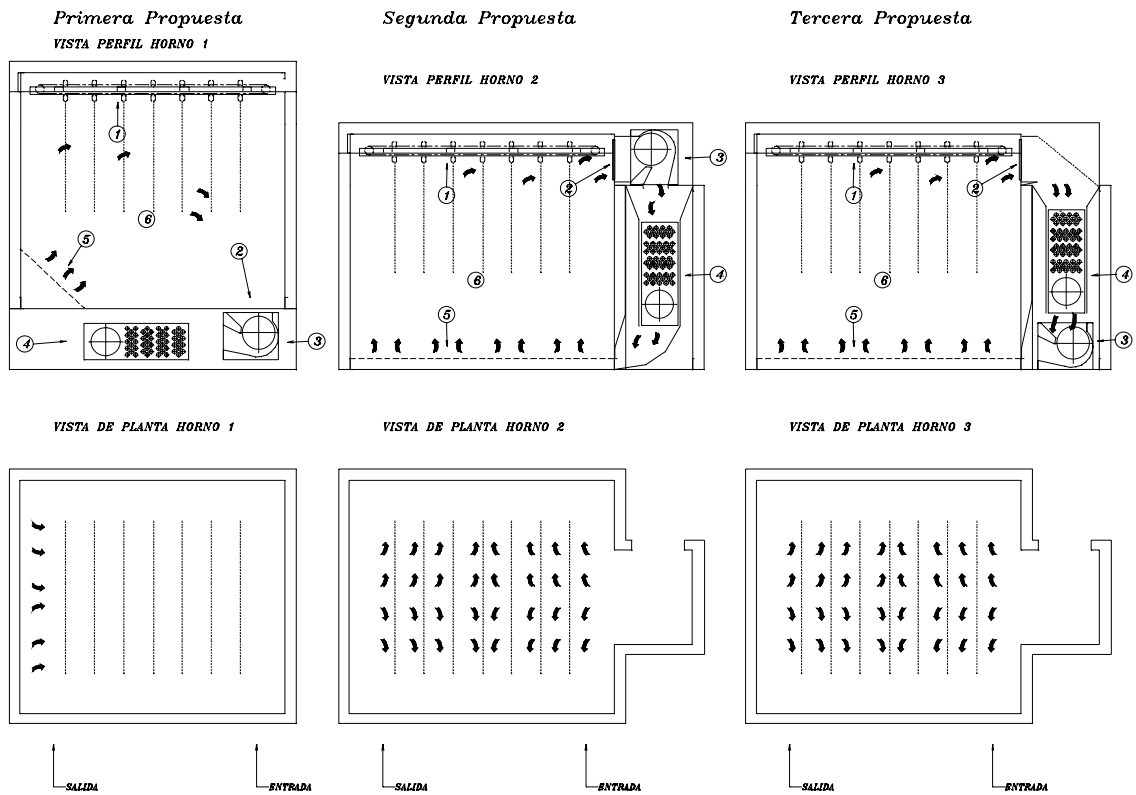 Primera Propuesta
Segunda Propuesta
Tercera Propuesta
VISTA PERFIL HORNO 1
VISTA PERFIL HORNO 2
VISTA PERFIL HORNO 3
1
6
5
2
4
3
1
2
3
4
6
5
1
2
4
6
5
3
VISTA DE PLANTA HORNO 1
VISTA DE PLANTA HORNO 2
VISTA DE PLANTA HORNO 3
SALIDA
ENTRADA
SALIDA
ENTRADA
SALIDA
ENTRADA